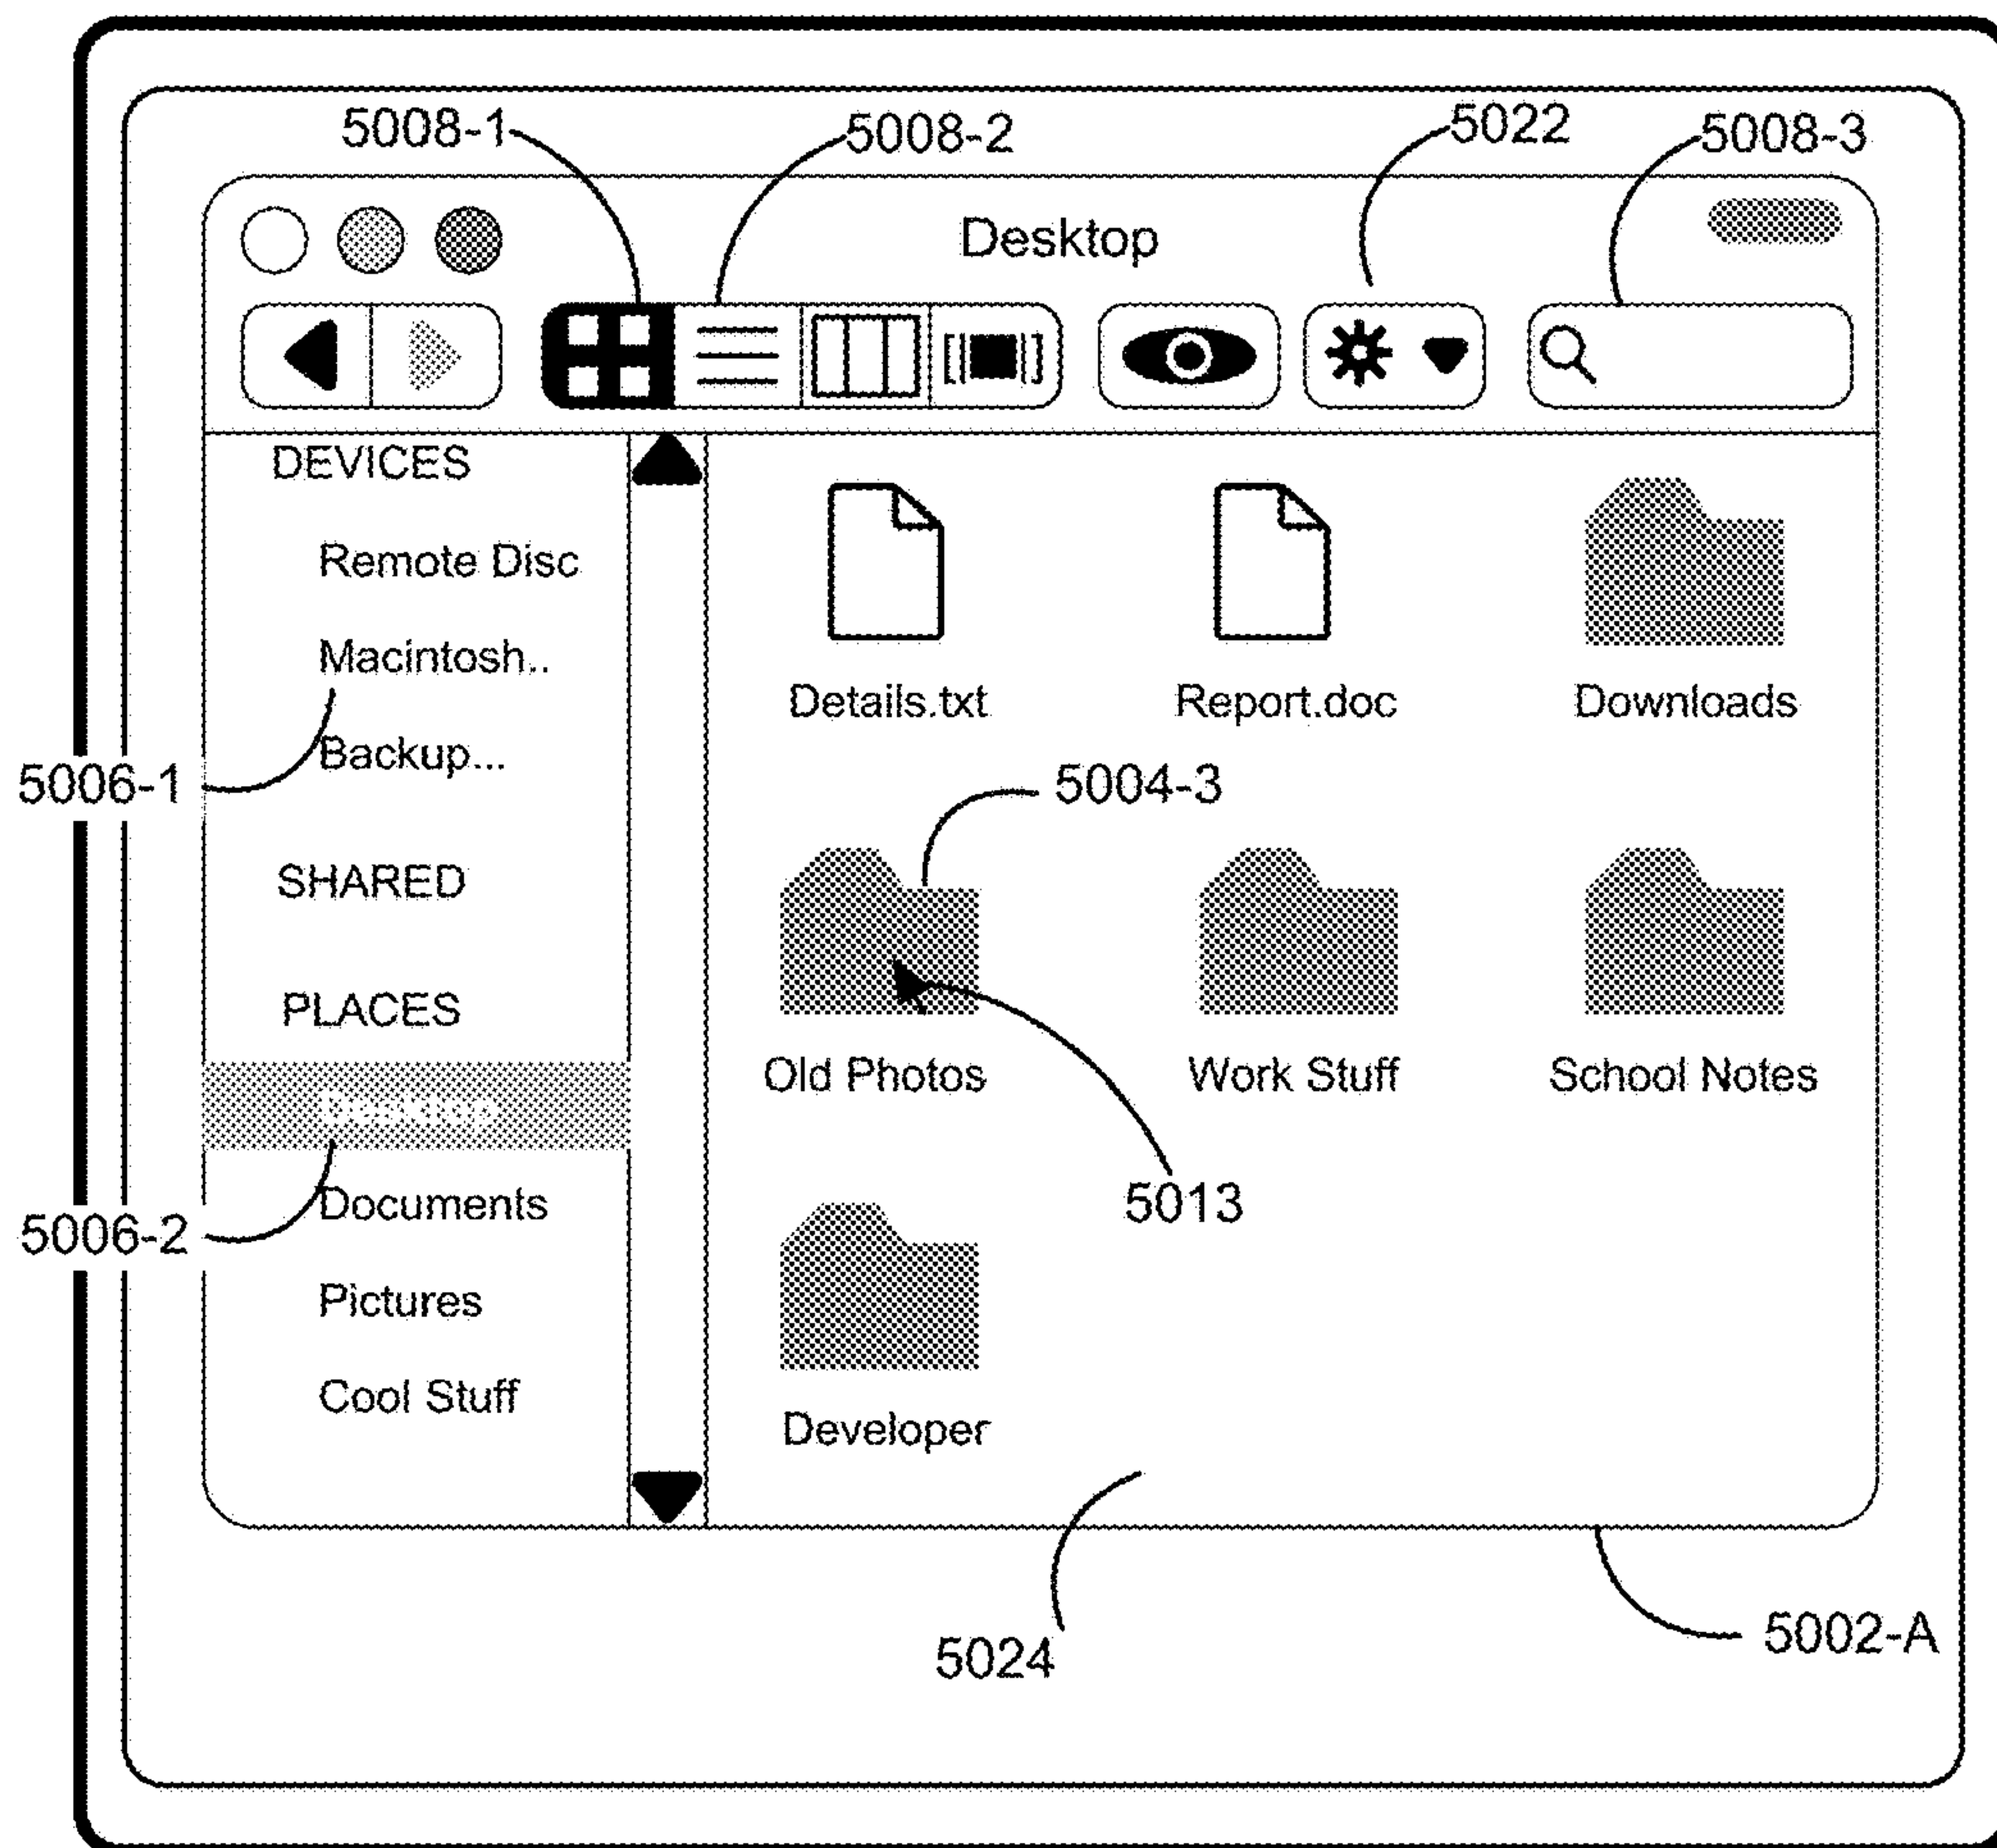 5008-1 5008-2 5022 5008-3
Desktop
DEVICES
Remote Disc
Macintosh..
Backup...
5006-1
SHARED
PLACES
Desktop
Documents
5006-2
Pictures
Cool Stuff
Details.txt Report.doc Downloads
5004-3
Old Photos Work Stuff School Notes
5013
Developer
5024
5002-A